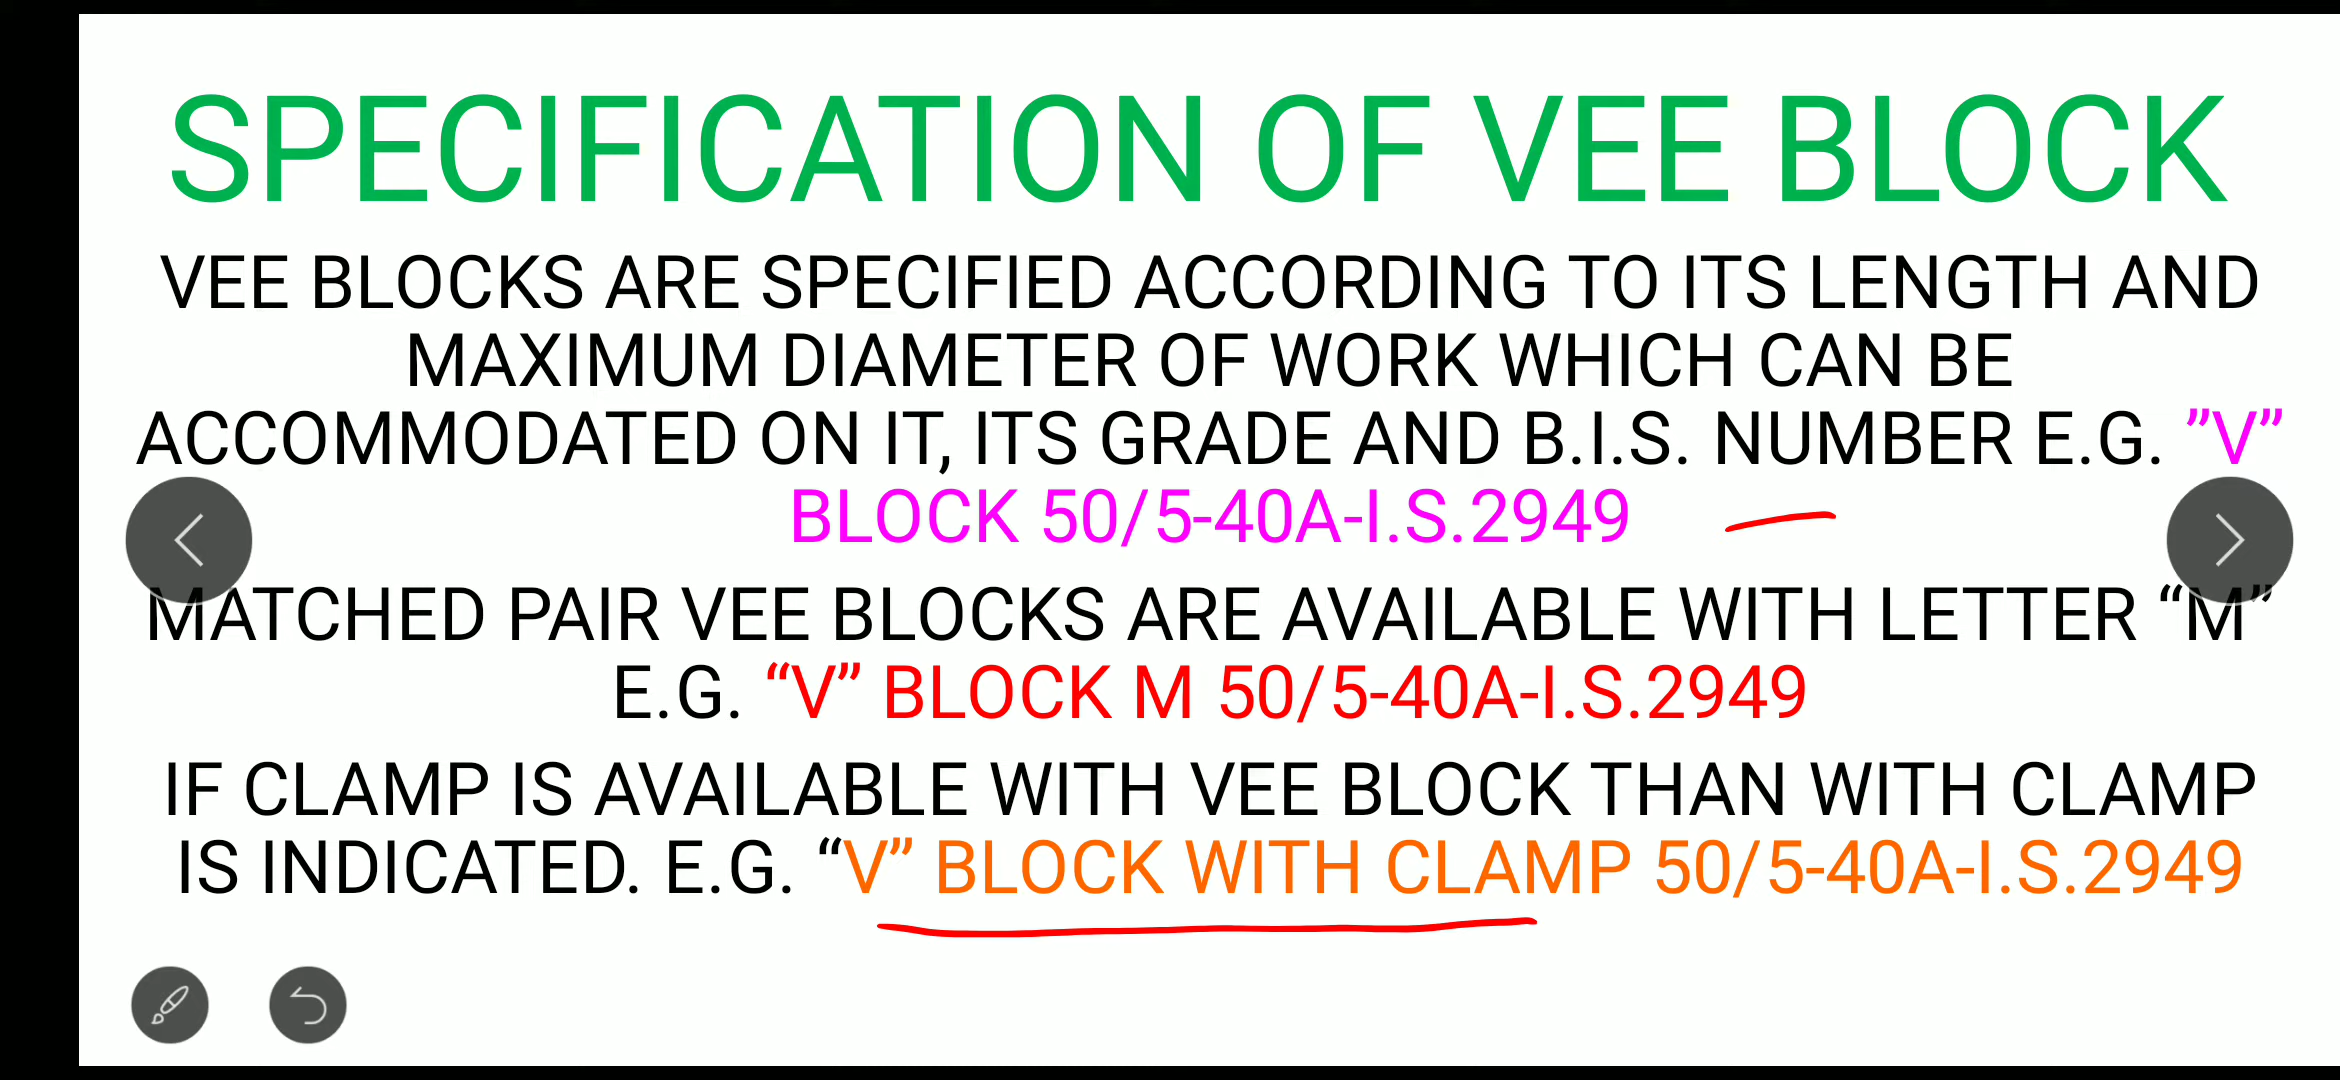 SPECIFICATION OF VEE BLOCK
VEE BLOCKS ARE SPECIFIED ACCORDING TO ITS LENGTH AND
MAXIMUM DIAMETER OF WORK WHICH CAN BE
ACCOMMODATED ON IT, ITS GRADE AND B.I.S. NUMBER E.G. ”V”
BLOCK 50/5-40A-I.S.2949
MATCHED PAIR VEE BLOCKS ARE AVAILABLE WITH LETTER “M”
E.G. “V” BLOCK M 50/5-40A-I.S.2949
IF CLAMP IS AVAILABLE WITH VEE BLOCK THAN WITH CLAMP
IS INDICATED. E.G. “V” BLOCK WITH CLAMP 50/5-40A-I.S.2949